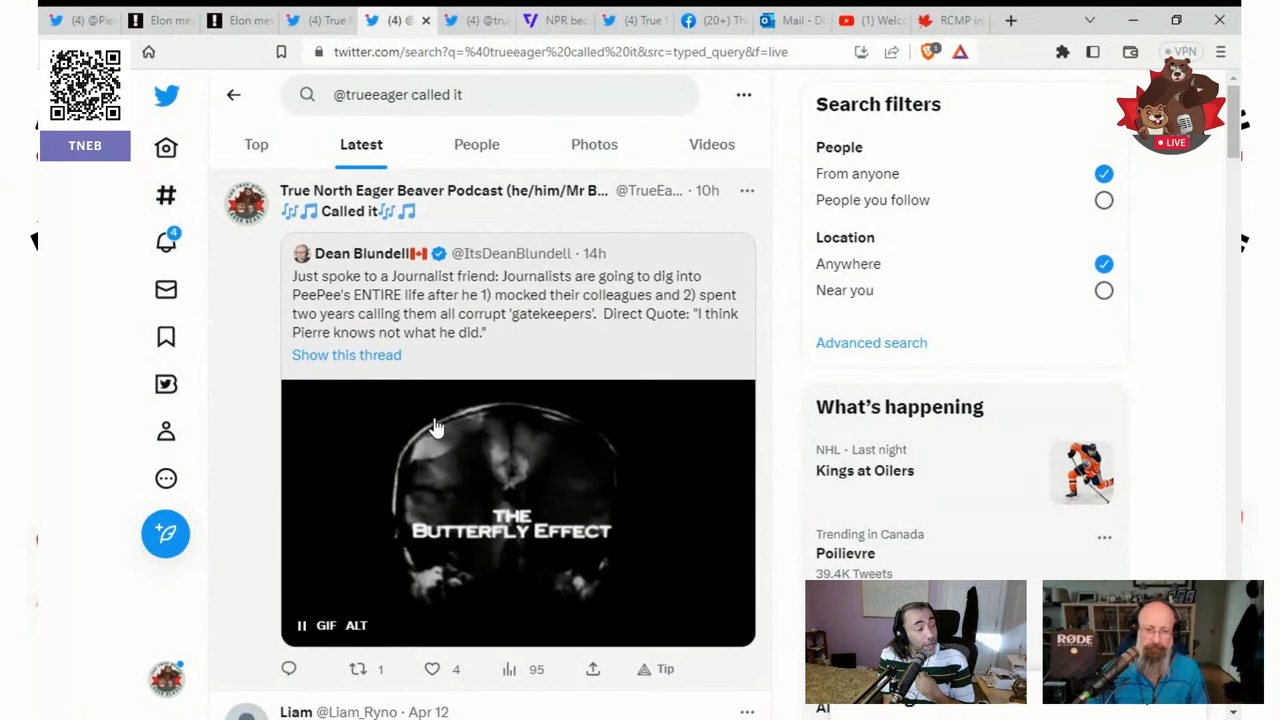 (4) @Pie
Elon me
Elon me
(4) True
(4) @
(4) @tru
NPR be
(4) True
(20+) Th
Mail - D
(1) Welc
RCMP in
twitter.com/search?q=%40trueeager%20called%20it&src=typed_query&f=live
1
VPN
TNEB
LIVE
@trueeager called it
Top
Latest
People
Photos
Videos
4
True North Eager Beaver Podcast (he/him/Mr B... @TrueEa... · 10h
🎶🎵 Called it🎶🎵
Dean Blundell🇨🇦 @ItsDeanBlundell · 14h
Just spoke to a Journalist friend: Journalists are going to dig into
PeePee's ENTIRE life after he 1) mocked their colleagues and 2) spent
two years calling them all corrupt 'gatekeepers'. Direct Quote: "I think
Pierre knows not what he did."
Show this thread
THE
BUTTERFLY EFFECT
GIF ALT
1
4
95
Tip
Liam @Liam_Ryno · Apr 12
Search filters
People
From anyone
People you follow
Location
Anywhere
Near you
Advanced search
What's happening
NHL · Last night
Kings at Oilers
Trending in Canada
Poilievre
39.4K Tweets
RØDE